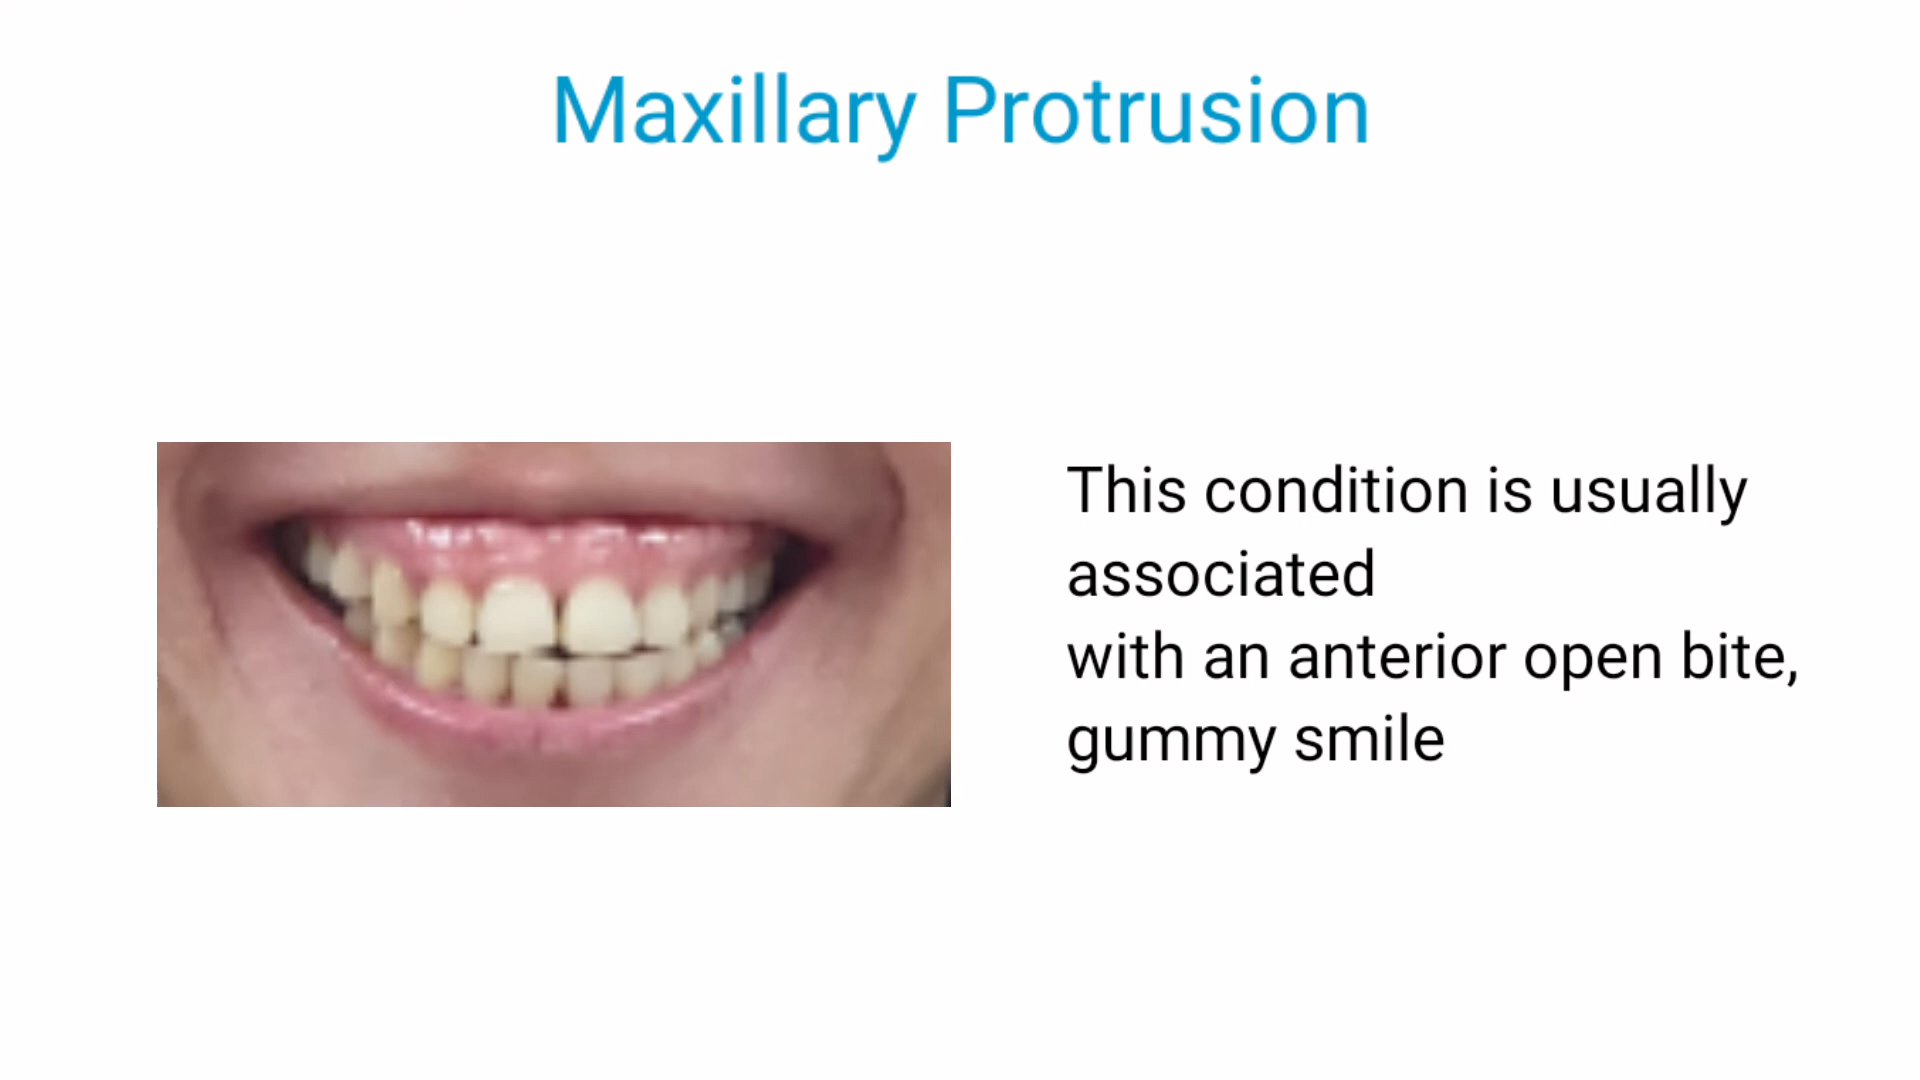 Maxillary Protrusion
This condition is usually
associated
with an anterior open bite,
gummy smile